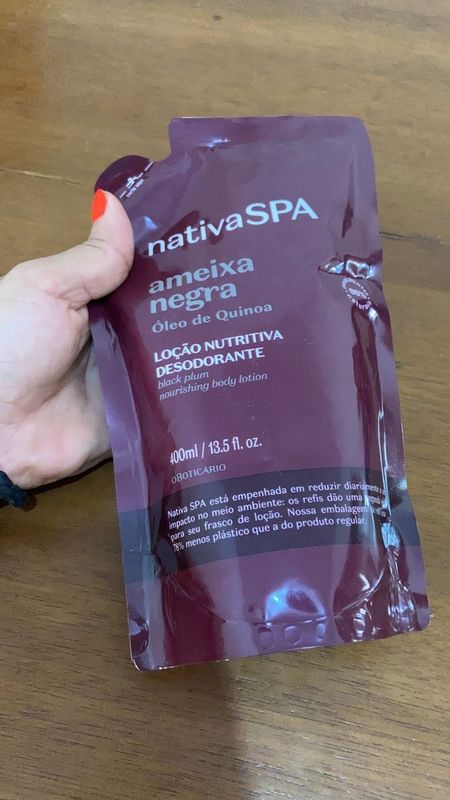 nativaSPA
ameixa
negra
Óleo de Quinoa
LOÇÃO NUTRITIVA
DESODORANTE
black plum
nourishing body lotion
400ml / 13.5 fl. oz.
OBOTICÁRIO
Nativa SPA está empenhada em reduzir diariamente
impacto no meio ambiente: os refis dão uma
para seu frasco de loção. Nossa embalagem
78% menos plástico que a do produto regular.